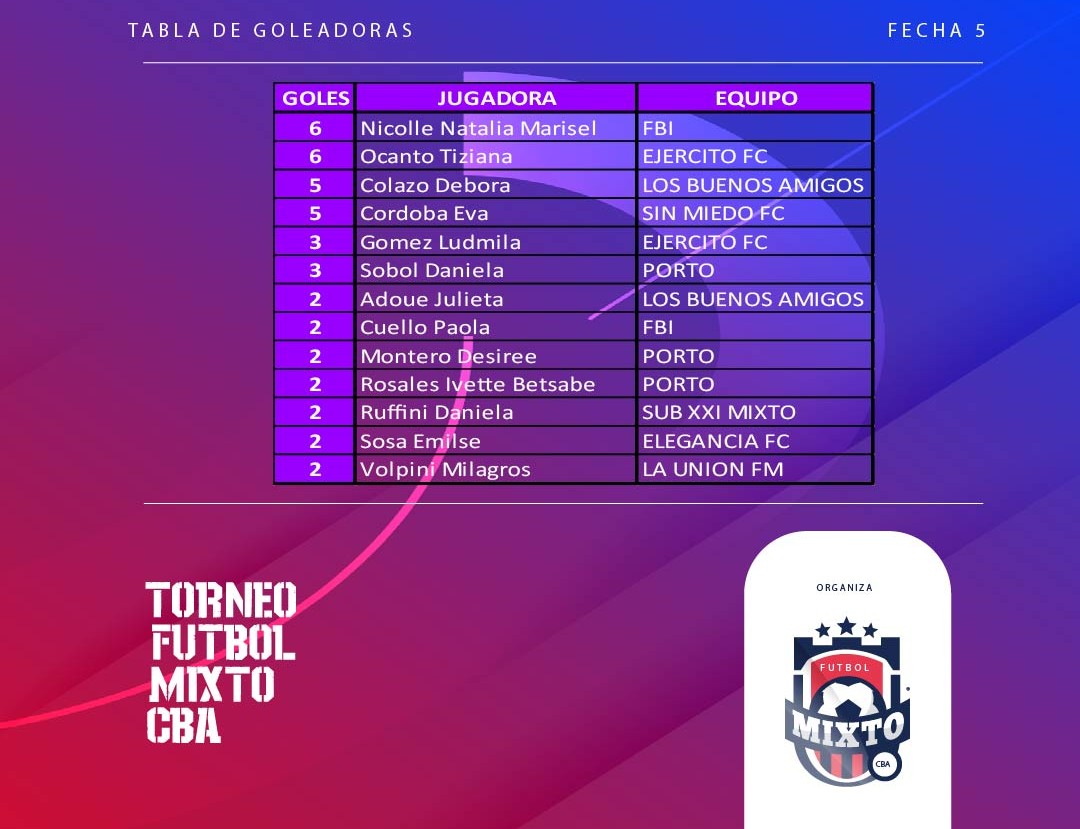 TABLA DE GOLEADORAS FECHA 5
GOLES JUGADORA EQUIPO
6 Nicolle Natalia Marisel FBI
6 Ocanto Tiziana EJERCITO FC
5 Colazo Debora LOS BUENOS AMIGOS
5 Cordoba Eva SIN MIEDO FC
3 Gomez Ludmila EJERCITO FC
3 Sobol Daniela PORTO
2 Adoue Julieta LOS BUENOS AMIGOS
2 Cuello Paola FBI
2 Montero Desiree PORTO
2 Rosales Ivette Betsabe PORTO
2 Ruffini Daniela SUB XXI MIXTO
2 Sosa Emilse ELEGANCIA FC
2 Volpini Milagros LA UNION FM
TORNEO
FUTBOL
MIXTO
CBA
ORGANIZA
FUTBOL
MIXTO
CBA